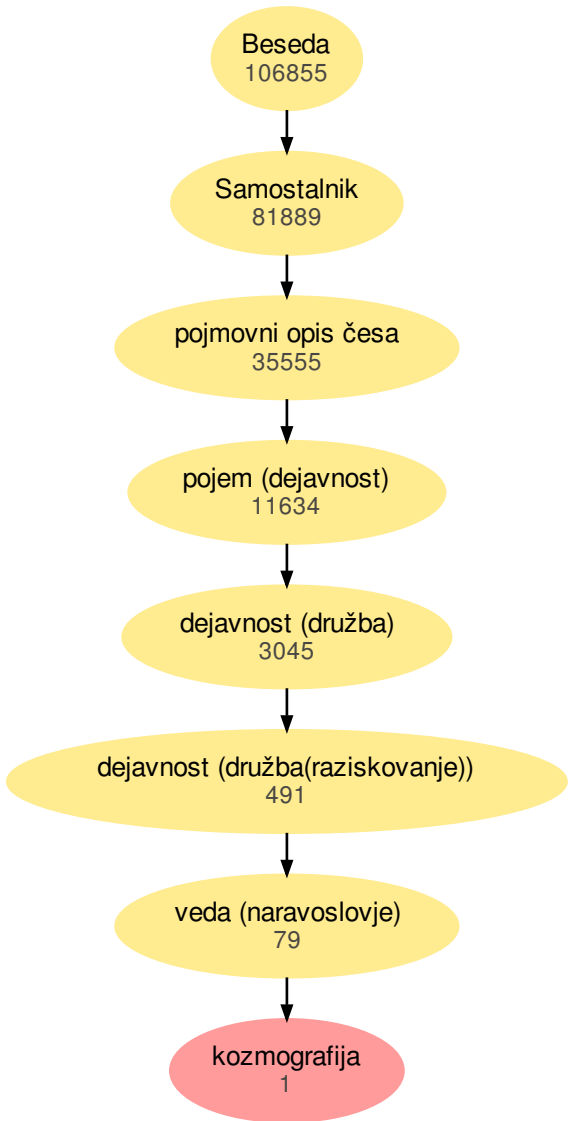 Beseda
106855
Samostalnik
81889
pojmovni opis česa
35555
pojem (dejavnost)
11634
dejavnost (družba)
3045
dejavnost (družba(raziskovanje))
491
veda (naravoslovje)
79
kozmografija
1